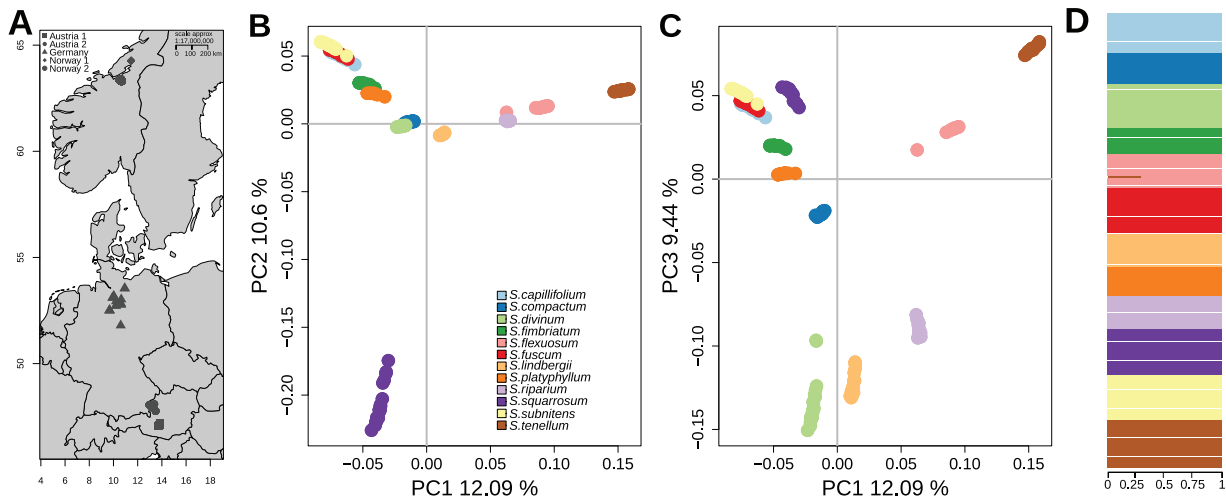 A
Austria 1
Austria 2
Germany
Norway 1
Norway 2
scale approx
1:17,000,000
0 100 200 km
65
60
55
50
4 6 8 10 12 14 16 18
B
PC2 10.6 %
0.05
0.00
−0.05
−0.10
−0.15
−0.20
S.capillifolium
S.compactum
S.divinum
S.fimbriatum
S.flexuosum
S.fuscum
S.lindbergii
S.platyphyllum
S.riparium
S.squarrosum
S.subnitens
S.tenellum
−0.05 0.00 0.05 0.10 0.15
PC1 12.09 %
C
PC3 9.44 %
0.05
0.00
−0.05
−0.10
−0.15
−0.05 0.00 0.05 0.10 0.15
PC1 12.09 %
D
0 0.25 0.5 0.75 1